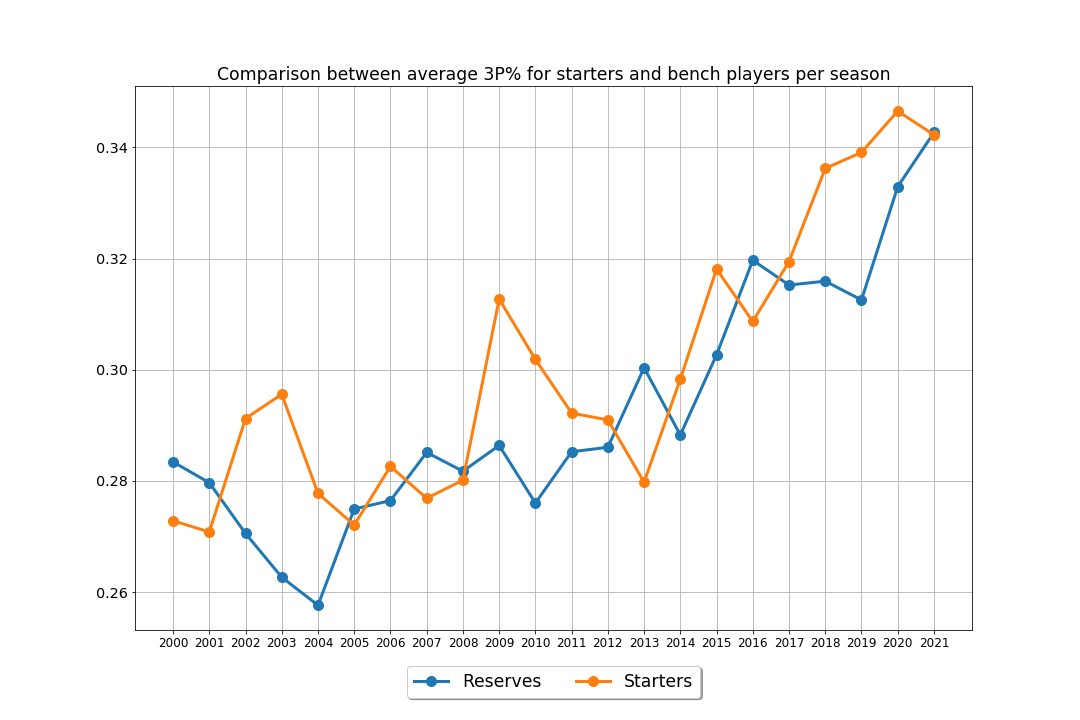 Comparison between average 3P% for starters and bench players per season
0.34
0.32
0.30
0.28
0.26
2000 2001 2002 2003 2004 2005 2006 2007 2008 2009 2010 2011 2012 2013 2014 2015 2016 2017 2018 2019 2020 2021
Reserves Starters